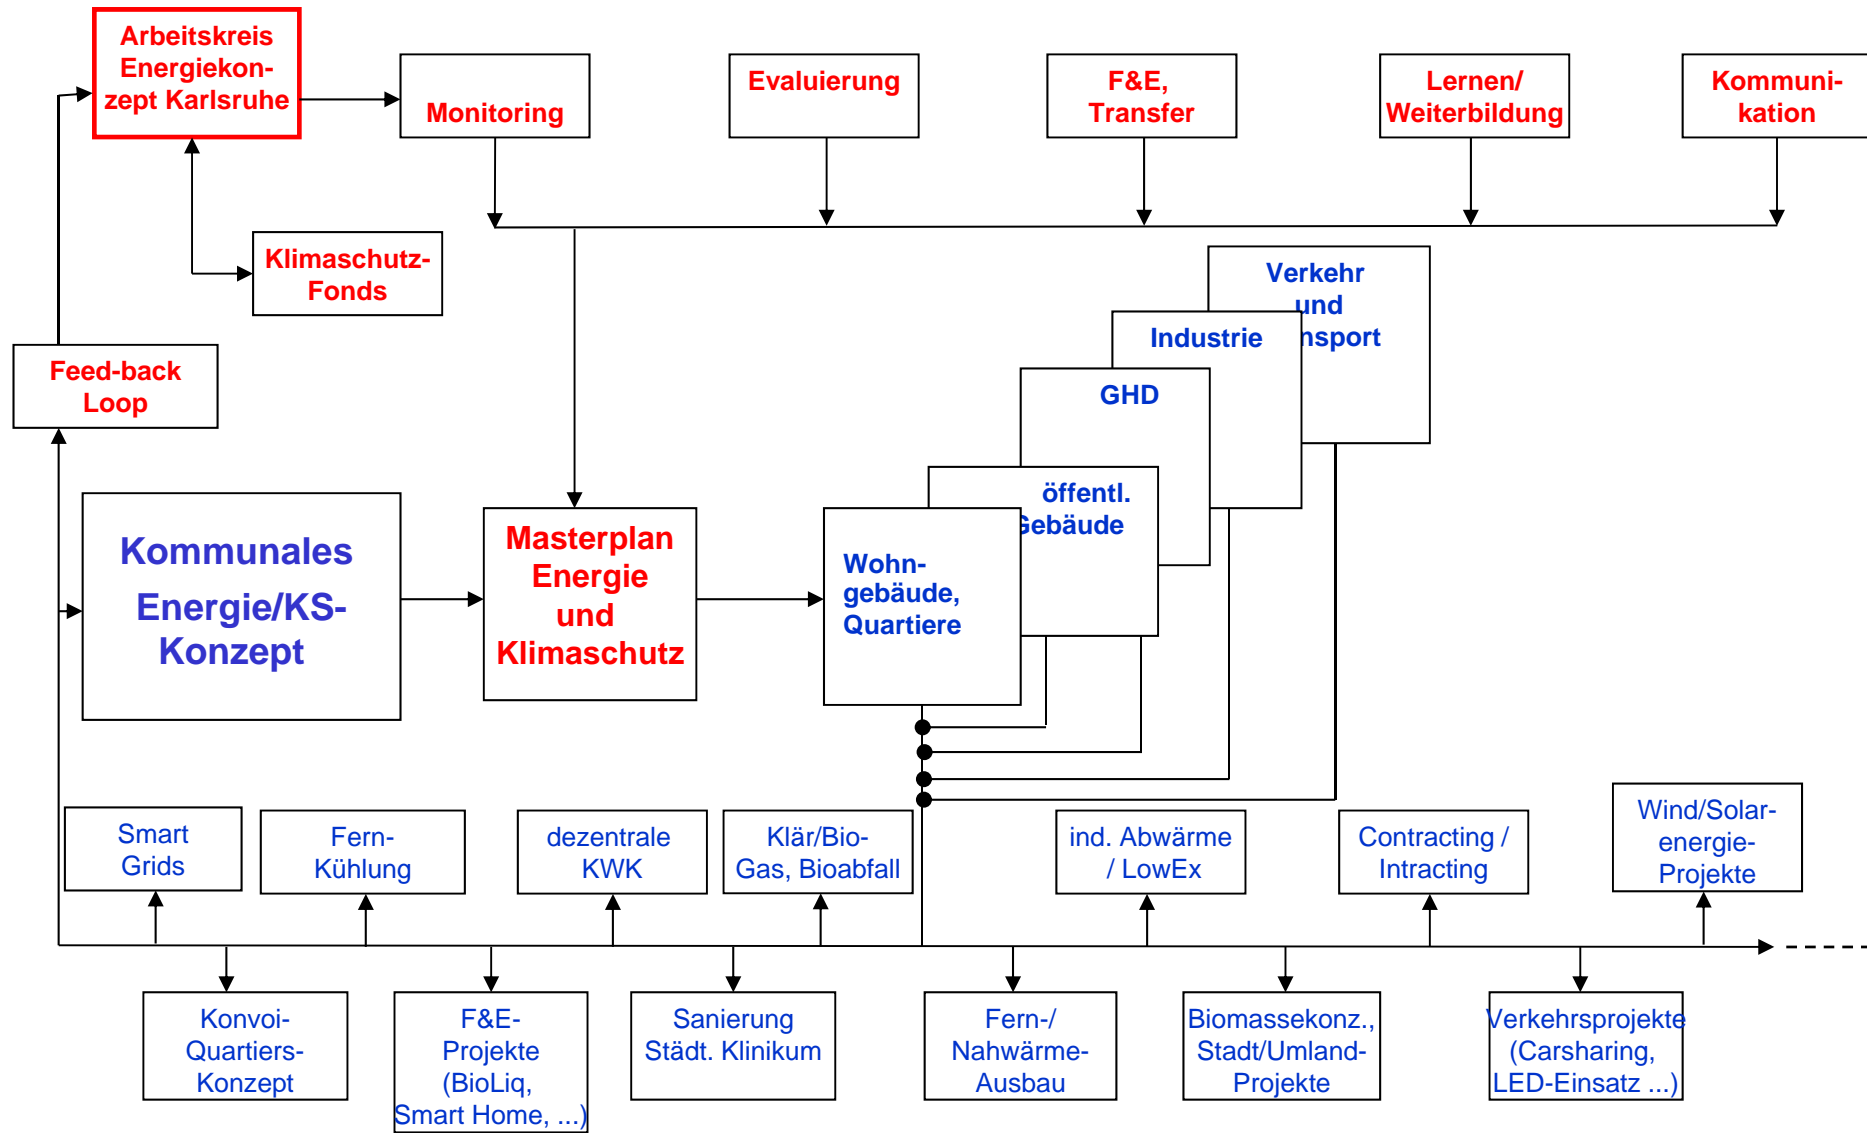 Arbeitskreis
Energiekon-
zept Karlsruhe
Monitoring
Evaluierung
F&E,
Transfer
Lernen/
Weiterbildung
Kommuni-
kation
Klimaschutz-
Fonds
Feed-back
Loop
Verkehr
und
nsport
Industrie
GHD
öffentl.
Gebäude
Wohn-
gebäude,
Quartiere
Kommunales
Energie/KS-
Konzept
Masterplan
Energie
und
Klimaschutz
Smart
Grids
Fern-
Kühlung
dezentrale
KWK
Klär/Bio-
Gas, Bioabfall
ind. Abwärme
/ LowEx
Contracting /
Intracting
Wind/Solar-
energie-
Projekte
Konvoi-
Quartiers-
Konzept
F&E-
Projekte
(BioLiq,
Smart Home, ...)
Sanierung
Städt. Klinikum
Fern-/
Nahwärme-
Ausbau
Biomassekonz.,
Stadt/Umland-
Projekte
Verkehrsprojekte
(Carsharing,
LED-Einsatz ...)